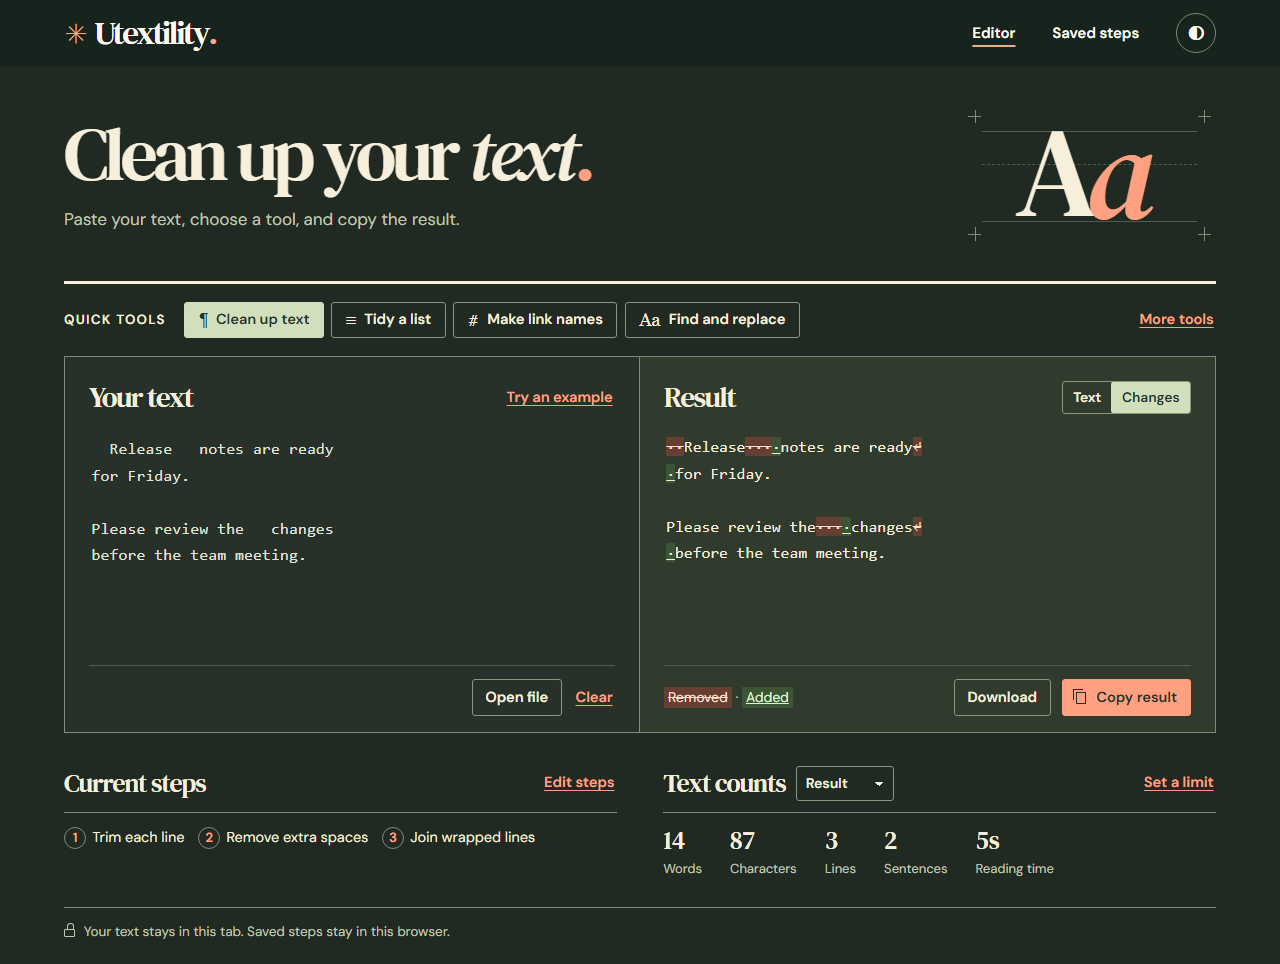 Utextility.
Editor
Saved steps
Clean up your text.
Paste your text, choose a tool, and copy the result.
Aa
QUICK TOOLS
¶ Clean up text
≡ Tidy a list
# Make link names
Aa Find and replace
More tools
Your text
Try an example
Release   notes are ready
for Friday.
Please review the   changes
before the team meeting.
Open file
Clear
Result
Text
Changes
··Release····notes are ready↵
·for Friday.
Please review the····changes↵
·before the team meeting.
Removed · Added
Download
Copy result
Current steps
Edit steps
1 Trim each line
2 Remove extra spaces
3 Join wrapped lines
Text counts
Result
Set a limit
14
Words
87
Characters
3
Lines
2
Sentences
5s
Reading time
Your text stays in this tab. Saved steps stay in this browser.